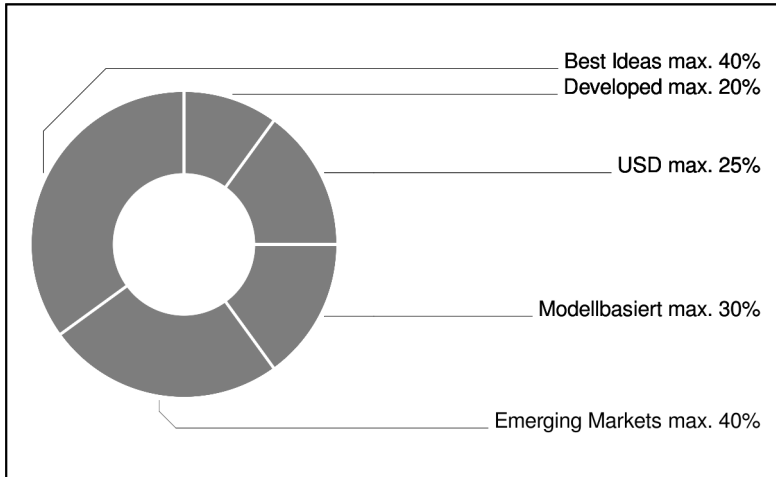 Best Ideas max. 40%
Developed max. 20%
USD max. 25%
Modellbasiert max. 30%
Emerging Markets max. 40%